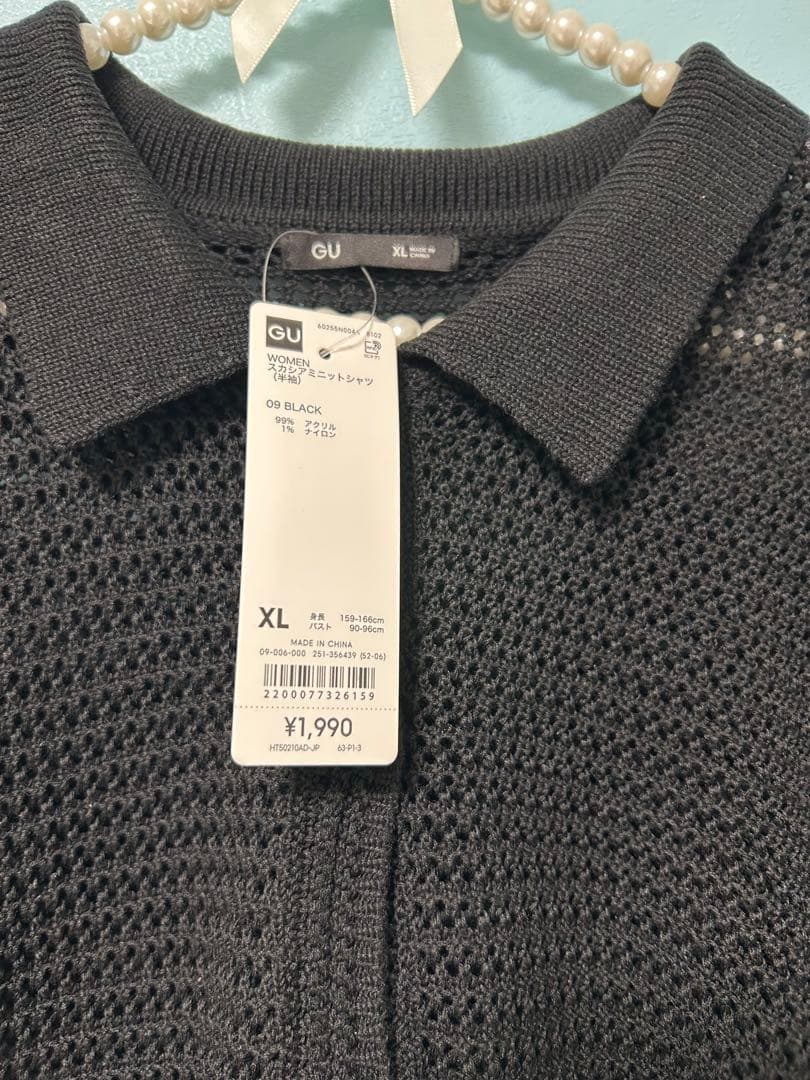 GU
XL MADE IN
CHINA
GU
WOMEN
スカシアミニットシャツ
(半袖)
09 BLACK
99% アクリル
1% ナイロン
XL 身長 159-166cm
バスト 90-96cm
MADE IN CHINA
09-006-000 251-356439 (52-06)
2200077326159
¥1,990
HT50210AD-JP 63-P1-3